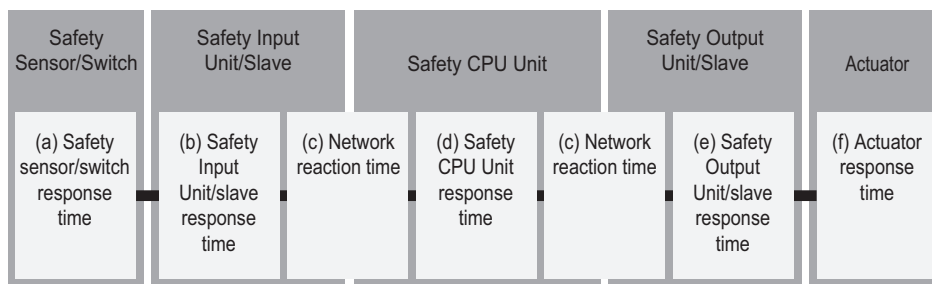 Safety
Sensor/Switch
Safety Input
Unit/Slave
Safety CPU Unit
Safety Output
Unit/Slave
Actuator
(a) Safety
sensor/switch
response
time
(b) Safety
Input
Unit/slave
response
time
(c) Network
reaction time
(d) Safety
CPU Unit
response
time
(c) Network
reaction time
(e) Safety
Output
Unit/slave
response
time
(f) Actuator
response
time